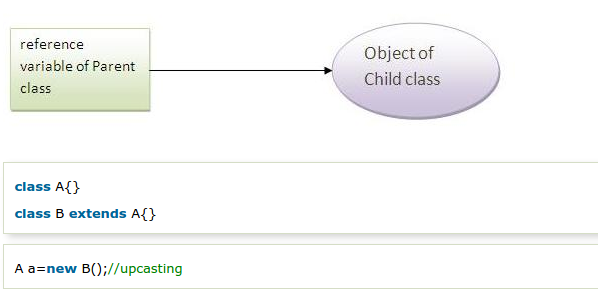 reference
variable of Parent
class
Object of
Child class
class A{}
class B extends A{}
A a=new B();//upcasting